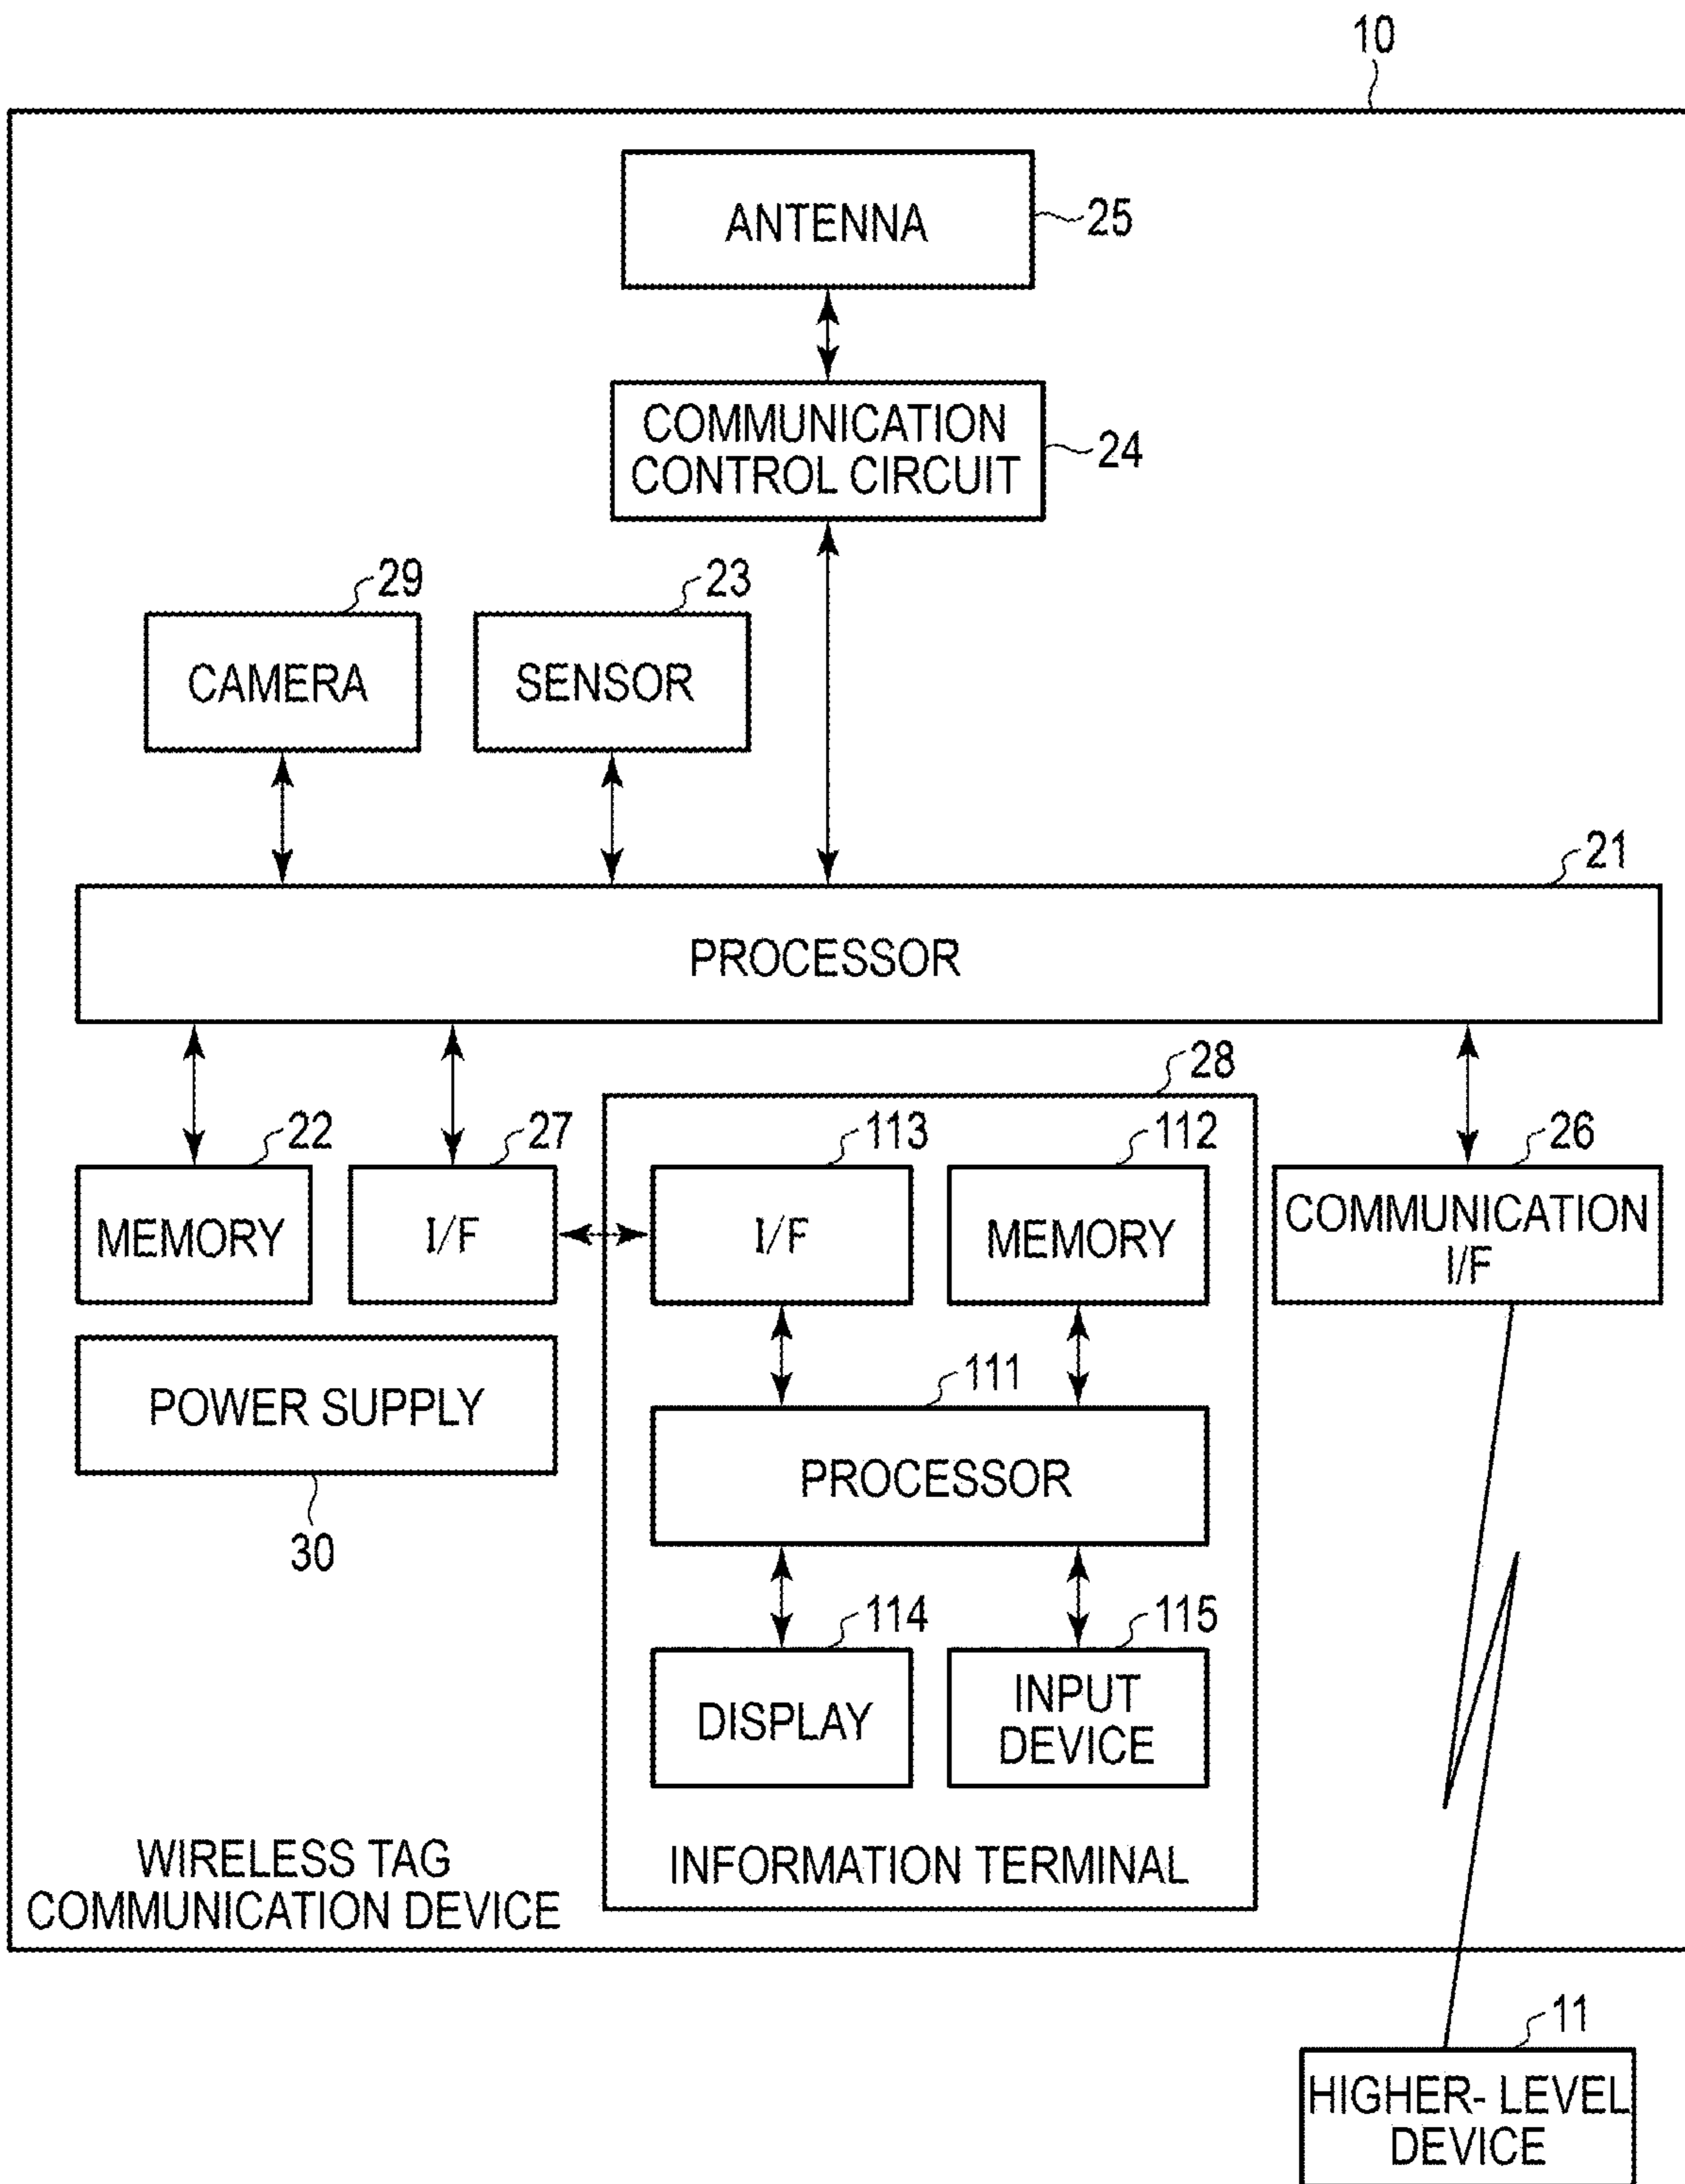 10
ANTENNA
25
COMMUNICATION
CONTROL CIRCUIT
24
29
23
CAMERA
SENSOR
21
PROCESSOR
28
22
27
113
112
26
MEMORY
I/F
I/F
MEMORY
COMMUNICATION
I/F
POWER SUPPLY
30
111
PROCESSOR
114
115
DISPLAY
INPUT
DEVICE
WIRELESS TAG
COMMUNICATION DEVICE
INFORMATION TERMINAL
11
HIGHER- LEVEL
DEVICE